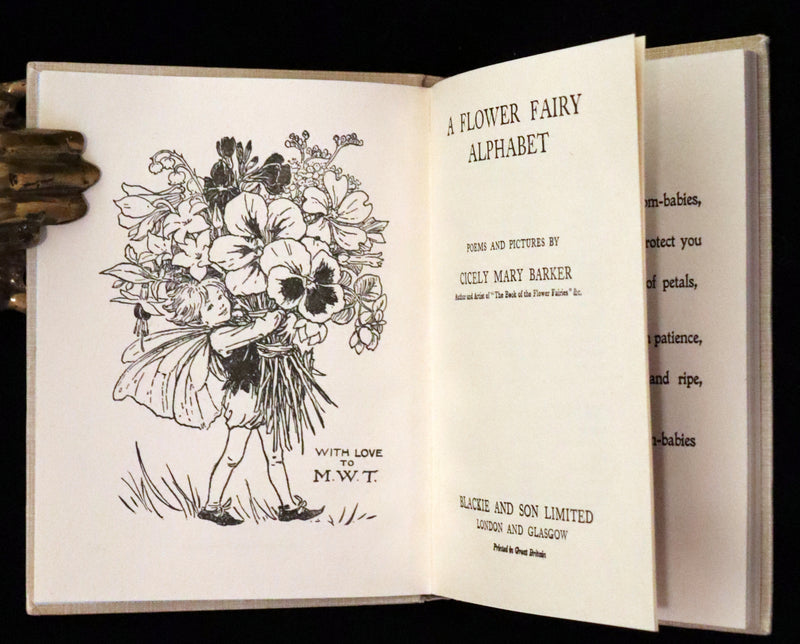 WITH LOVE
TO
M.W.T.
A FLOWER FAIRY
ALPHABET
POEMS AND PICTURES BY
CICELY MARY BARKER
Author and Artist of "The Book of the Flower Fairies" &c.
BLACKIE AND SON LIMITED
LONDON AND GLASGOW
Printed in Great Britain
om-babies,
rotect you
of petals,
patience,
and ripe,
-babies